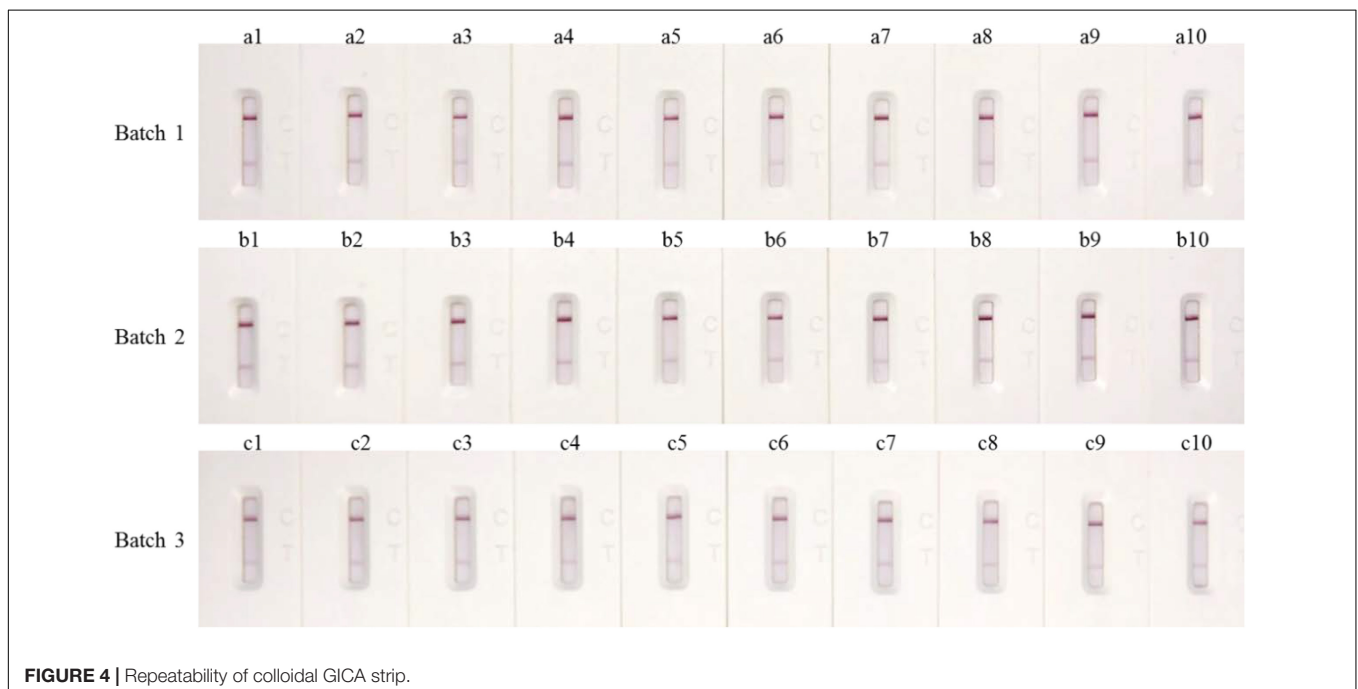 a1 a2 a3 a4 a5 a6 a7 a8 a9 a10
Batch 1
C C C C C C C C C C
T T T T T T T T T T
b1 b2 b3 b4 b5 b6 b7 b8 b9 b10
Batch 2
C C C C C C C C C C
T T T T T T T T T T
c1 c2 c3 c4 c5 c6 c7 c8 c9 c10
Batch 3
C C C C C C C C C
T T T T T T T T T
FIGURE 4 | Repeatability of colloidal GICA strip.